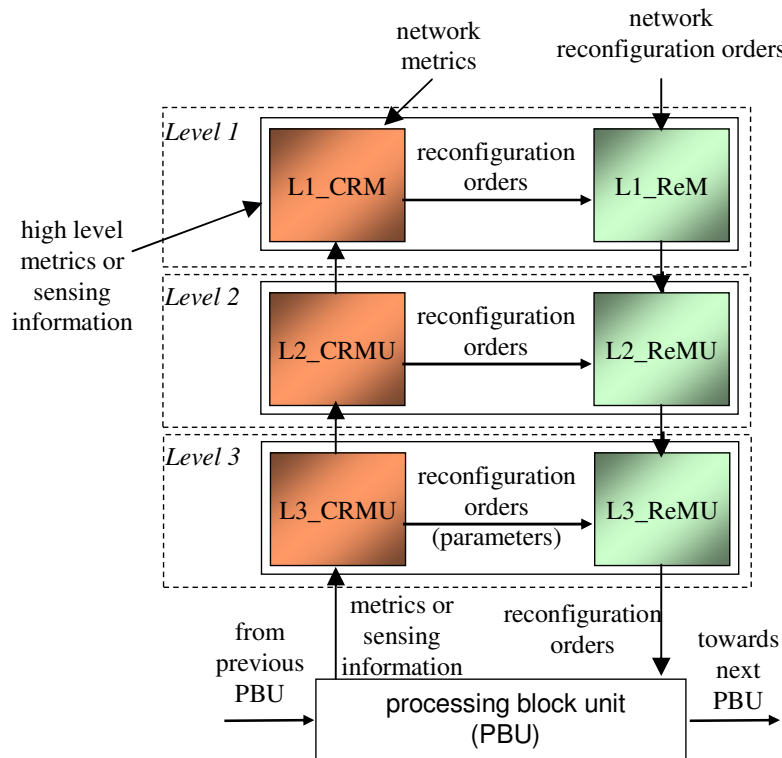 network
metrics
network
reconfiguration orders
Level 1
L1_CRM
reconfiguration
orders
L1_ReM
high level
metrics or
sensing
information
Level 2
L2_CRMU
reconfiguration
orders
L2_ReMU
Level 3
L3_CRMU
reconfiguration
orders
(parameters)
L3_ReMU
metrics or
sensing
information
reconfiguration
orders
from
previous
PBU
towards
next
PBU
processing block unit
(PBU)